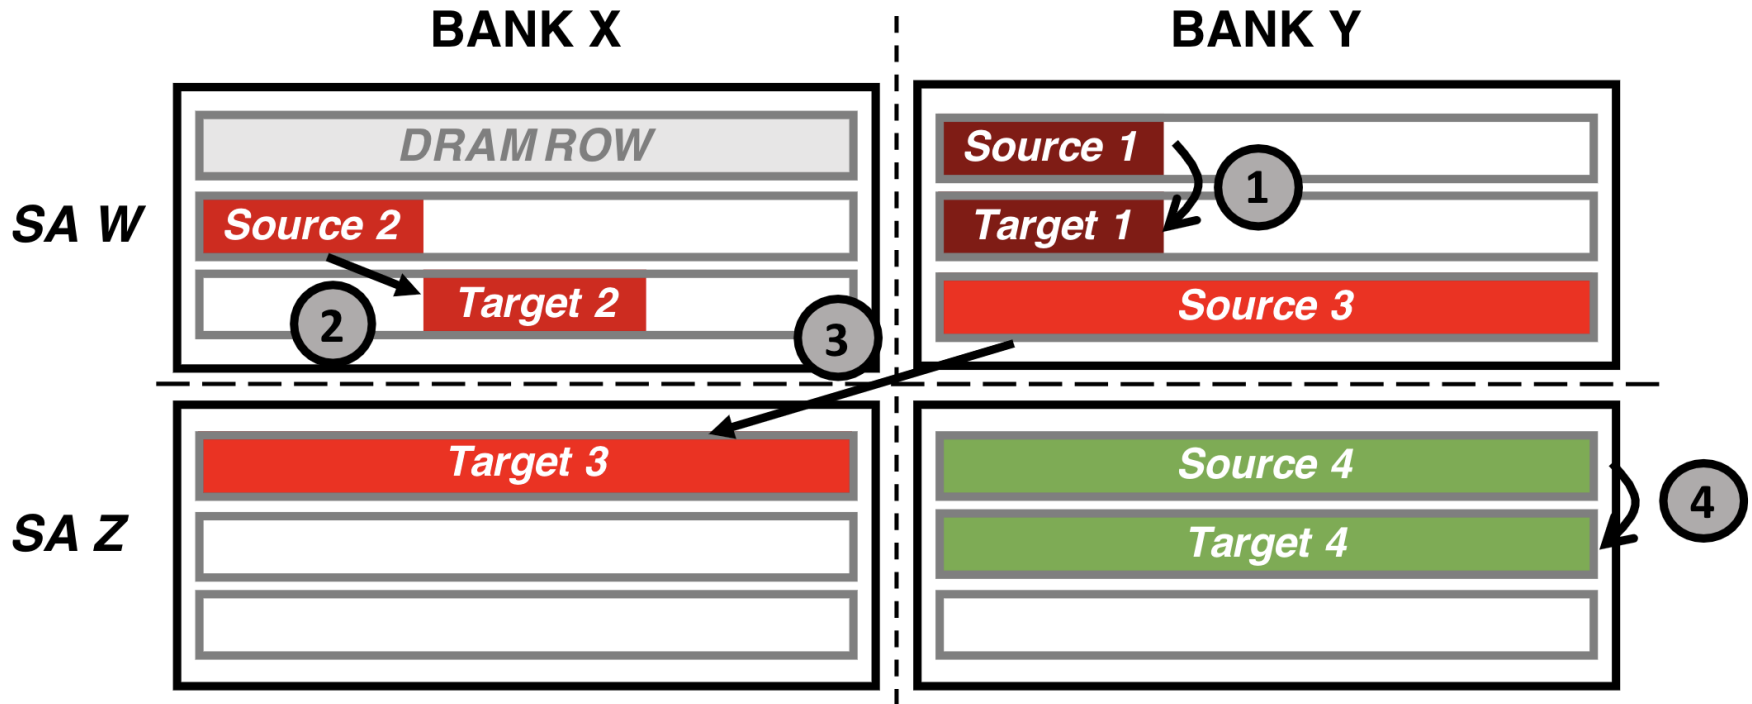 BANK X
BANK Y
SA W
DRAM ROW
Source 2
Target 2
2
3
Source 1
Target 1
1
Source 3
SA Z
Target 3
Source 4
Target 4
4